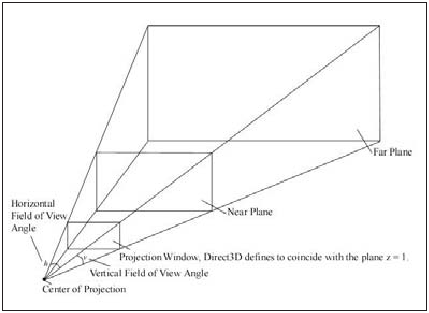 Far Plane
Near Plane
Horizontal
Field of View
Angle
Projection Window, Direct3D defines to coincide with the plane z = 1.
h
v
Vertical Field of View Angle
Center of Projection